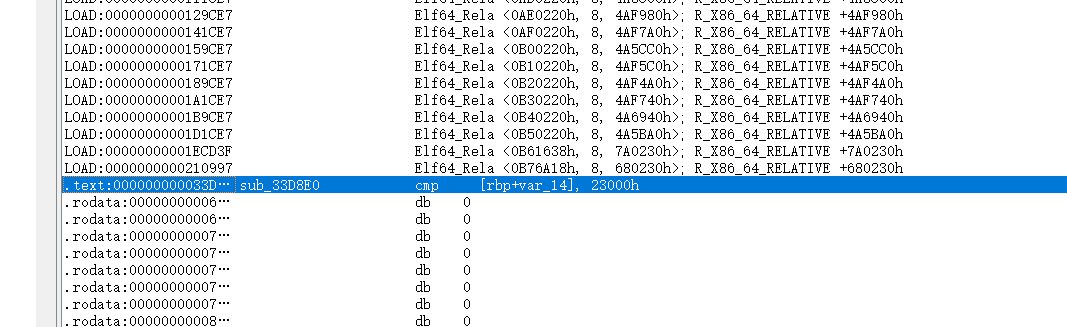 LOAD:0000000000129CE7 Elf64_Rela <0AE0220h, 8, 4AF980h>; R_X86_64_RELATIVE +4AF980h
LOAD:0000000000141CE7 Elf64_Rela <0AF0220h, 8, 4AF7A0h>; R_X86_64_RELATIVE +4AF7A0h
LOAD:0000000000159CE7 Elf64_Rela <0B00220h, 8, 4A5CC0h>; R_X86_64_RELATIVE +4A5CC0h
LOAD:0000000000171CE7 Elf64_Rela <0B10220h, 8, 4AF5C0h>; R_X86_64_RELATIVE +4AF5C0h
LOAD:0000000000189CE7 Elf64_Rela <0B20220h, 8, 4AF4A0h>; R_X86_64_RELATIVE +4AF4A0h
LOAD:00000000001A1CE7 Elf64_Rela <0B30220h, 8, 4AF740h>; R_X86_64_RELATIVE +4AF740h
LOAD:00000000001B9CE7 Elf64_Rela <0B40220h, 8, 4A6940h>; R_X86_64_RELATIVE +4A6940h
LOAD:00000000001D1CE7 Elf64_Rela <0B50220h, 8, 4A5BA0h>; R_X86_64_RELATIVE +4A5BA0h
LOAD:00000000001ECD3F Elf64_Rela <0B61638h, 8, 7A0230h>; R_X86_64_RELATIVE +7A0230h
LOAD:0000000000210997 Elf64_Rela <0B76A18h, 8, 680230h>; R_X86_64_RELATIVE +680230h
.text:000000000033D… sub_33D8E0 cmp [rbp+var_14], 23000h
.rodata:00000000006… db 0
.rodata:00000000006… db 0
.rodata:00000000007… db 0
.rodata:00000000007… db 0
.rodata:00000000007… db 0
.rodata:00000000007… db 0
.rodata:00000000007… db 0
.rodata:00000000008… db 0